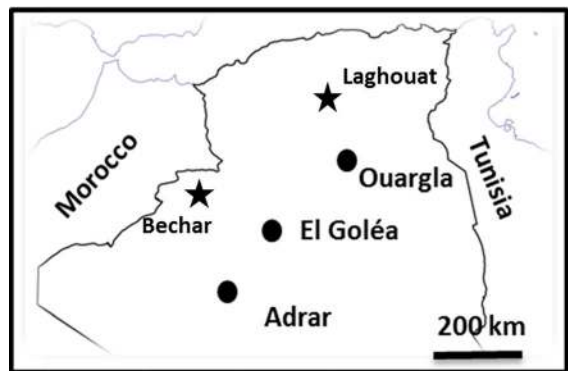 Laghouat
Morocco
Ouargla
Tunisia
Bechar
El Goléa
Adrar
200 km